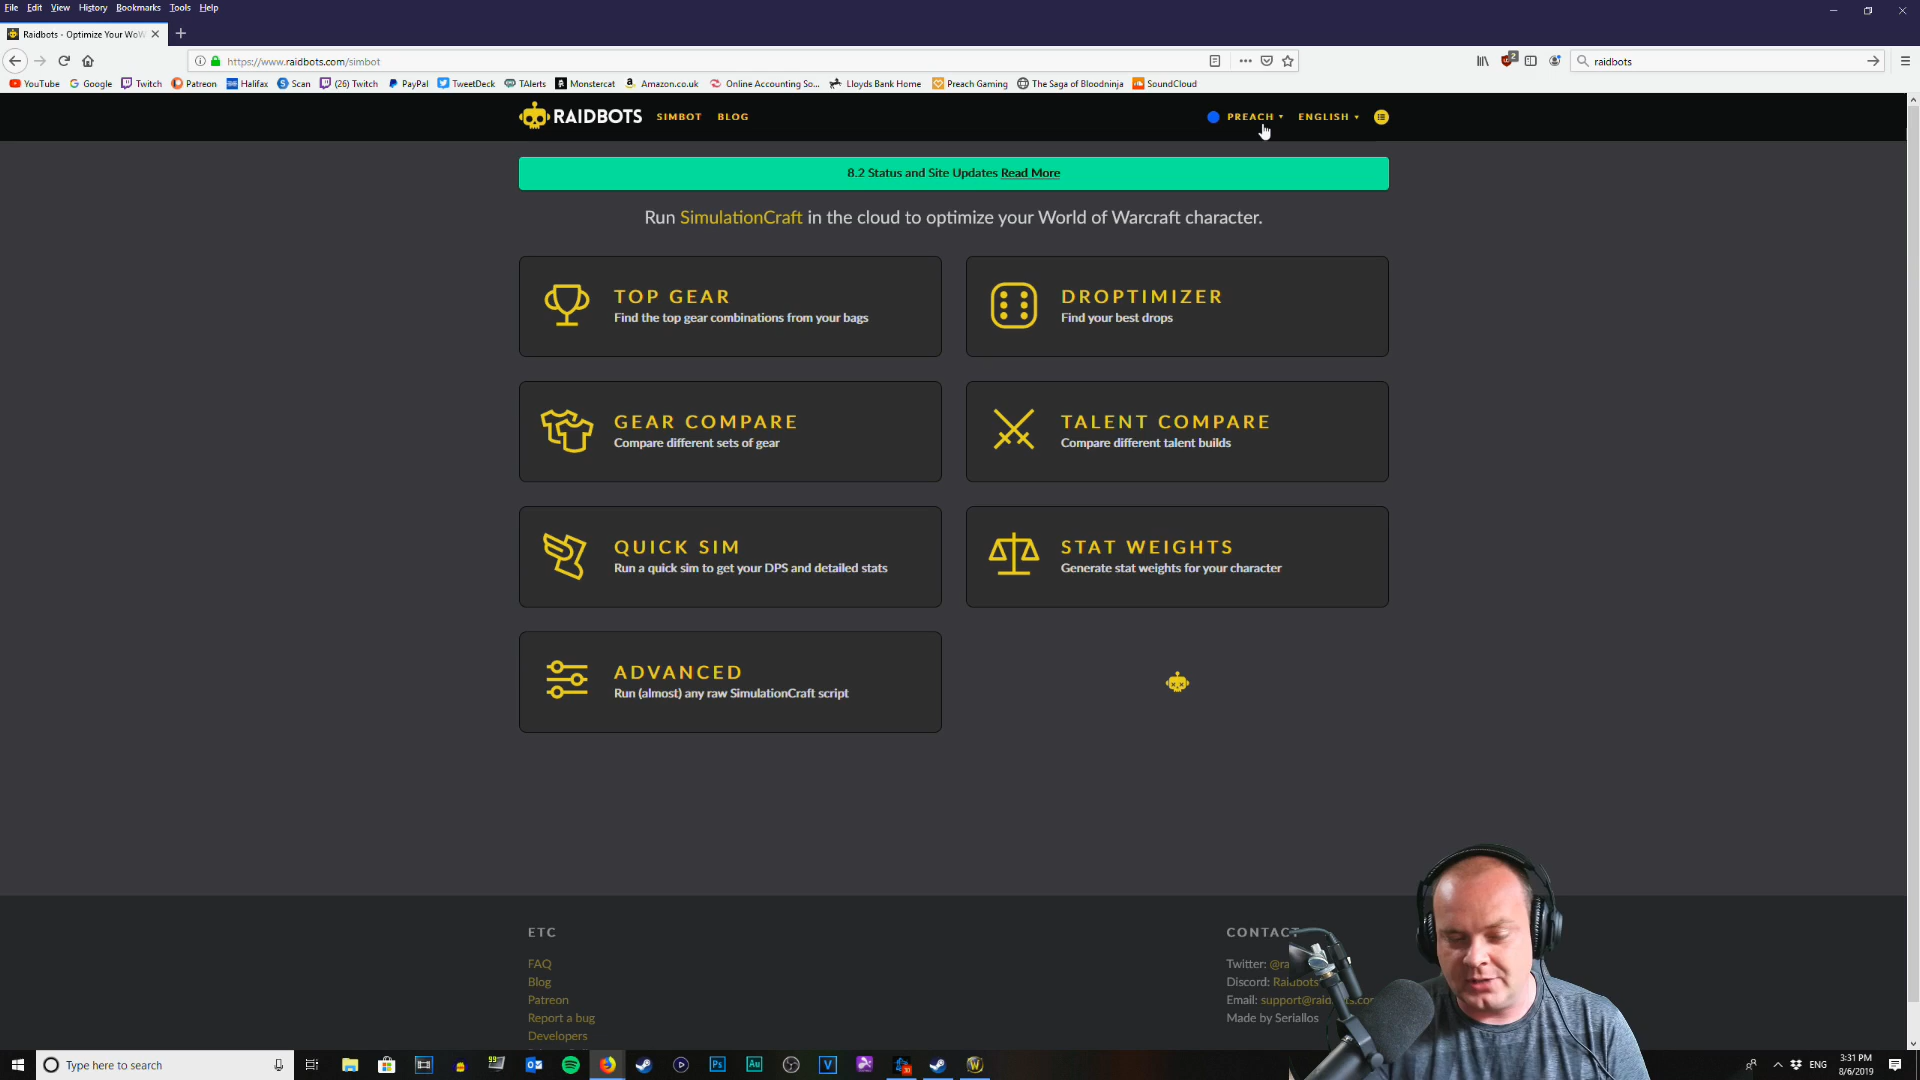 File Edit View History Bookmarks Tools Help
Raidbots - Optimize Your WoW
https://www.raidbots.com/simbot
2
raidbots
YouTube Google Twitch Patreon Halifax Scan (26) Twitch PayPal TweetDeck TAlerts Monstercat Amazon.co.uk Online Accounting So... Lloyds Bank Home Preach Gaming The Saga of Bloodninja SoundCloud
RAIDBOTS SIMBOT BLOG PREACH ENGLISH
8.2 Status and Site Updates Read More
Run SimulationCraft in the cloud to optimize your World of Warcraft character.
TOP GEAR
Find the top gear combinations from your bags
DROPTIMIZER
Find your best drops
GEAR COMPARE
Compare different sets of gear
TALENT COMPARE
Compare different talent builds
QUICK SIM
Run a quick sim to get your DPS and detailed stats
STAT WEIGHTS
Generate stat weights for your character
ADVANCED
Run (almost) any raw SimulationCraft script
ETC
FAQ
Blog
Patreon
Report a bug
Developers
CONTACT
Twitter:
Discord: Raidbots
Email:
Made by Seriallos
Type here to search
Ps Au V
ENG
3:31 PM
8/6/2019